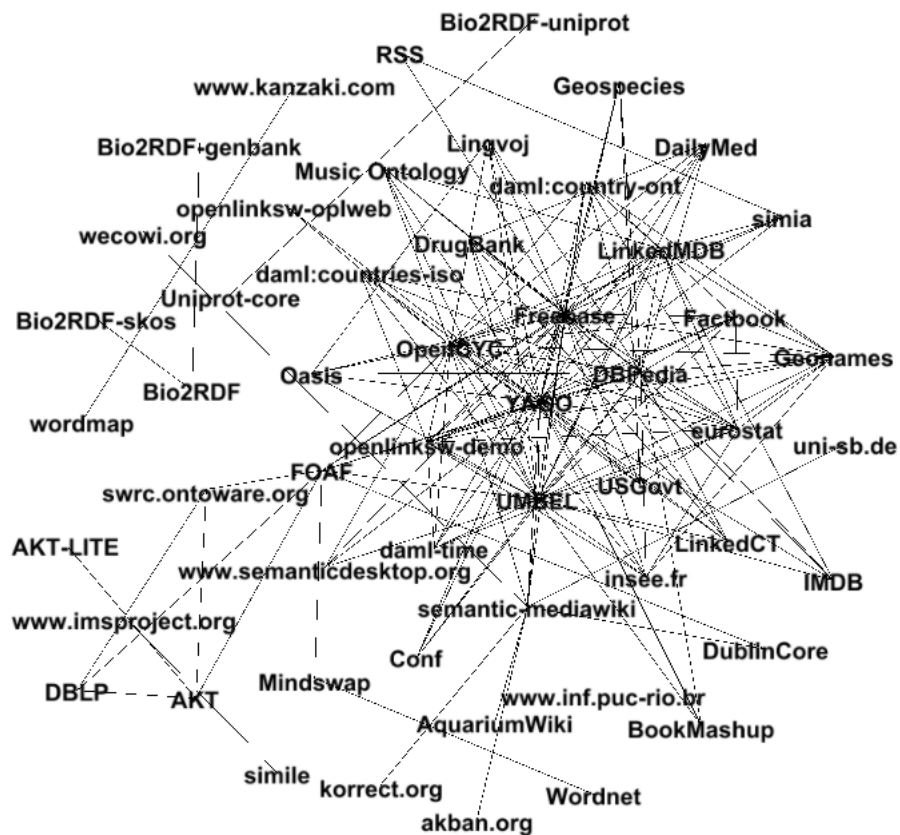 Bio2RDF-uniprot
RSS
www.kanzaki.com
Geospecies
Bio2RDF-genbank
Lingvoj
DailyMed
Music Ontology
daml:country-ont
openlinksw-oplweb
simia
wecowi.org
DrugBank
LinkedMDB
daml:countries-iso
Uniprot-core
Freebase
Factbook
Bio2RDF-skos
OpenCYC
Geonames
Oasis
DBPedia
Bio2RDF
YAGO
wordmap
openlinksw-demo
eurostat
uni-sb.de
FOAF
swrc.ontoware.org
UMBEL
USGovt
AKT-LITE
daml-time
LinkedCT
www.semanticdesktop.org
insee.fr
IMDB
www.imsproject.org
semantic-mediawiki
DublinCore
Conf
DBLP
AKT
Mindswap
www.inf.puc-rio.br
AquariumWiki
BookMashup
simile
korrect.org
Wordnet
akban.org